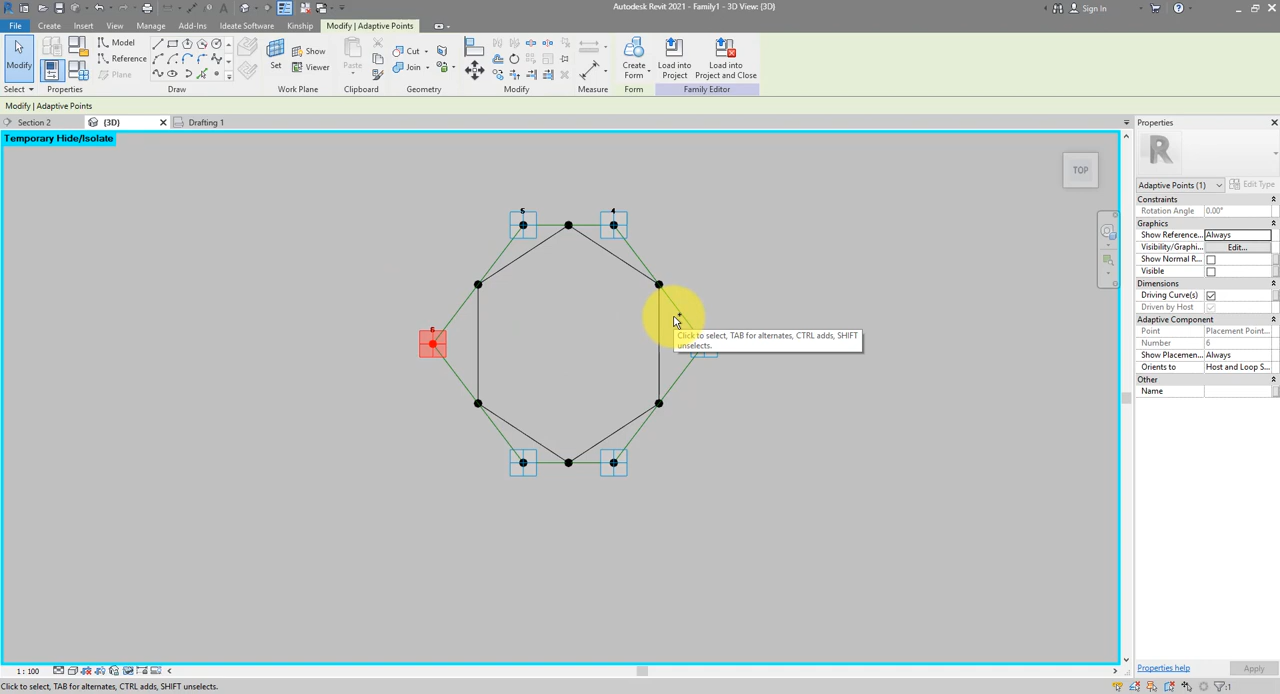 Autodesk Revit 2021 - Family1 - 3D View: {3D}
Sign In
File Create Insert View Manage Add-Ins Ideate Software Kinship Modify | Adaptive Points
Modify
Model
Reference
Plane
Set
Show
Viewer
Paste
Cut
Join
Create
Form
Load into
Project
Load into
Project and Close
Select Properties Draw Work Plane Clipboard Geometry Modify Measure Form Family Editor
Modify | Adaptive Points
Section 2
{3D}
Drafting 1
Temporary Hide/Isolate
TOP
5
4
6
Click to select, TAB for alternates, CTRL adds, SHIFT
unselects.
Properties
R
Adaptive Points (1)
Edit Type
Constraints
Rotation Angle 0.00°
Graphics
Show Reference... Always
Visibility/Graphi... Edit...
Show Normal R...
Visible
Dimensions
Driving Curve(s)
Driven by Host
Adaptive Component
Point Placement Point...
Number 6
Show Placemen... Always
Orients to Host and Loop S...
Other
Name
Properties help
Apply
1 : 100
Click to select, TAB for alternates, CTRL adds, SHIFT unselects.
:1